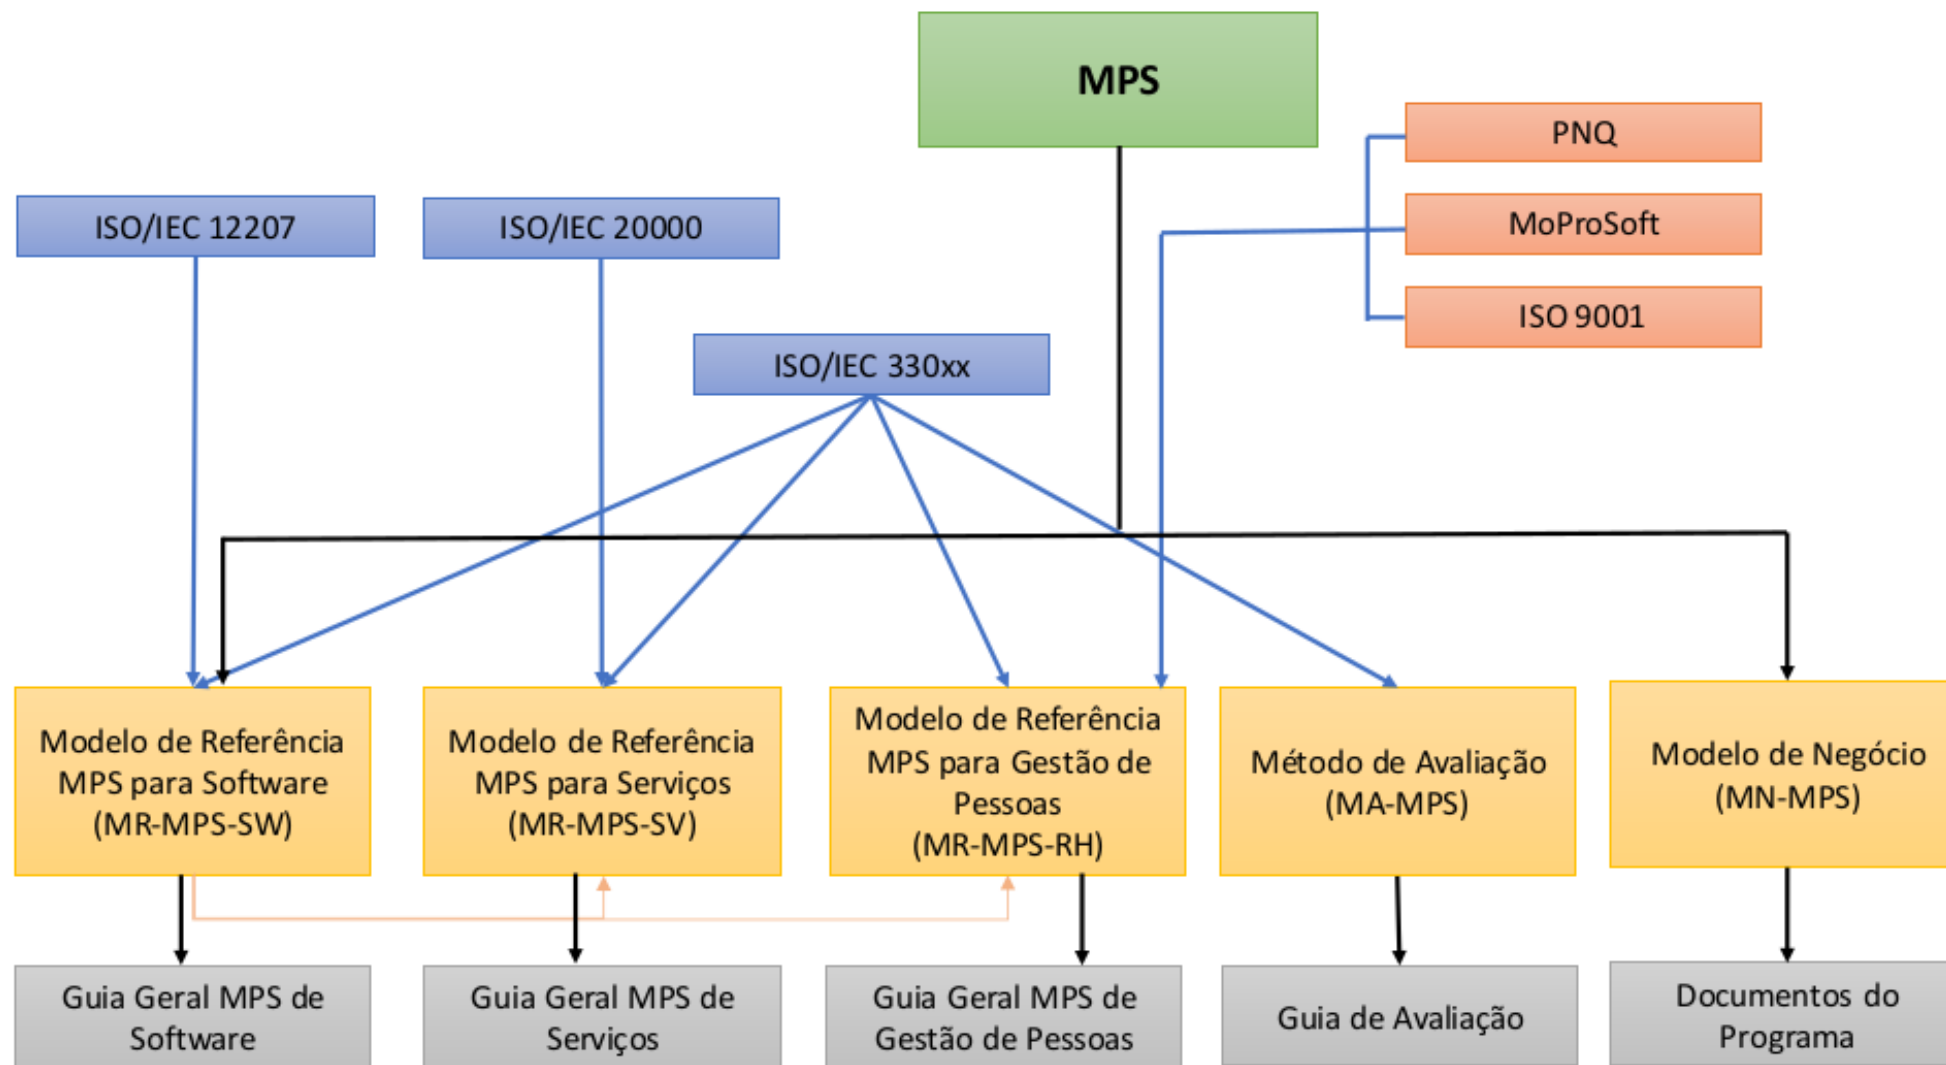 MPS
PNQ
MoProSoft
ISO 9001
ISO/IEC 12207
ISO/IEC 20000
ISO/IEC 330xx
Modelo de Referência
MPS para Software
(MR-MPS-SW)
Modelo de Referência
MPS para Serviços
(MR-MPS-SV)
Modelo de Referência
MPS para Gestão de
Pessoas
(MR-MPS-RH)
Método de Avaliação
(MA-MPS)
Modelo de Negócio
(MN-MPS)
Guia Geral MPS de
Software
Guia Geral MPS de
Serviços
Guia Geral MPS de
Gestão de Pessoas
Guia de Avaliação
Documentos do
Programa